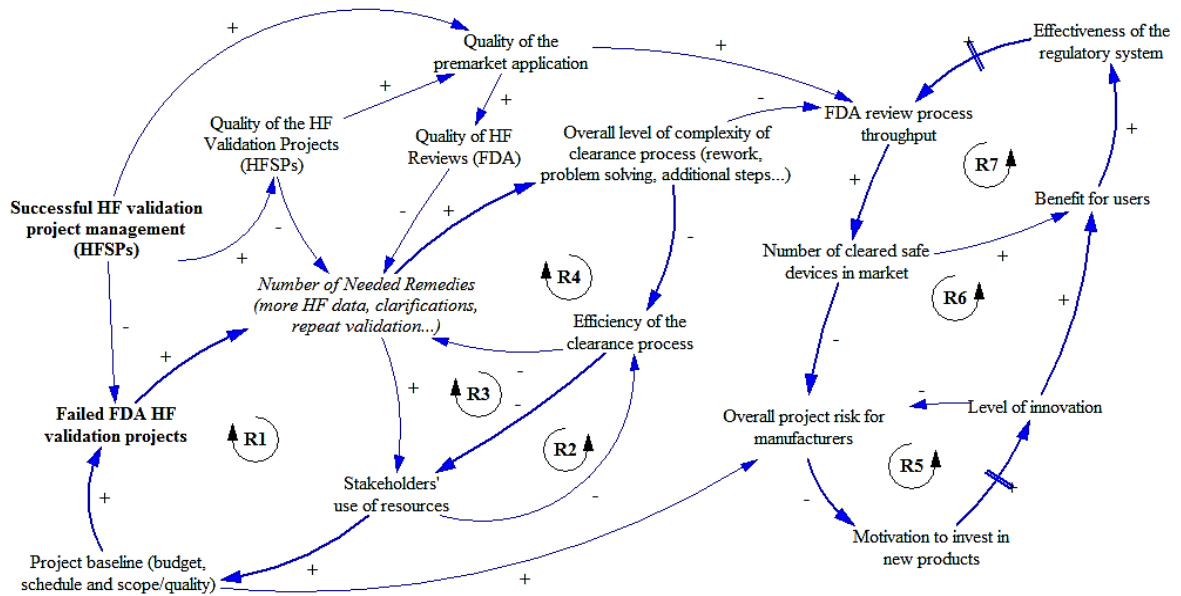 +
Quality of the
premarket application
+
Effectiveness of the
regulatory system
+
+
+
-
FDA review process
throughput
Quality of the HF
Validation Projects
(HFSPs)
Quality of HF
Reviews (FDA)
Overall level of complexity of
clearance process (rework,
problem solving, additional steps...)
+
R7
+
Successful HF validation
project management
(HFSPs)
-
+
-
Benefit for users
+
-
Number of cleared safe
devices in market
+
Number of Needed Remedies
(more HF data, clarifications,
repeat validation...)
R4
R6
+
-
Efficiency of the
clearance process
-
+
+
-
-
R3
-
Failed FDA HF
validation projects
R1
R2
Overall project risk for
manufacturers
Level of innovation
R5
Stakeholders'
use of resources
+
-
-
+
Motivation to invest in
new products
Project baseline (budget,
schedule and scope/quality)
+
+